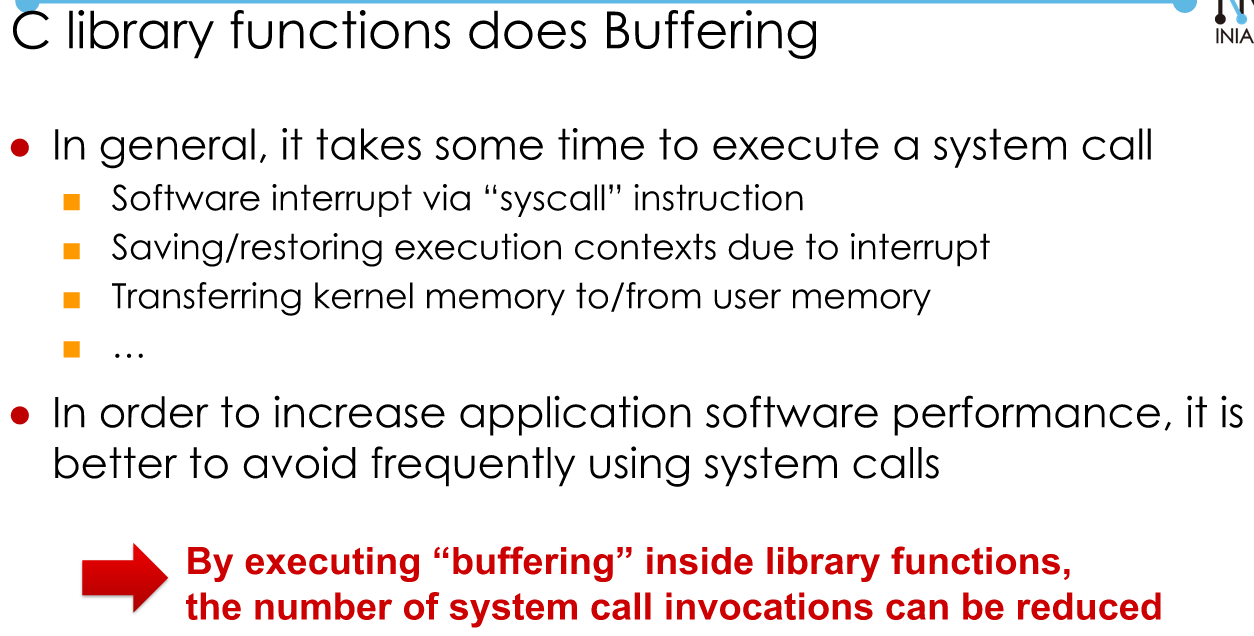 C library functions does Buffering
INIA
In general, it takes some time to execute a system call
Software interrupt via “syscall” instruction
Saving/restoring execution contexts due to interrupt
Transferring kernel memory to/from user memory
…
In order to increase application software performance, it is
better to avoid frequently using system calls
By executing “buffering” inside library functions,
the number of system call invocations can be reduced